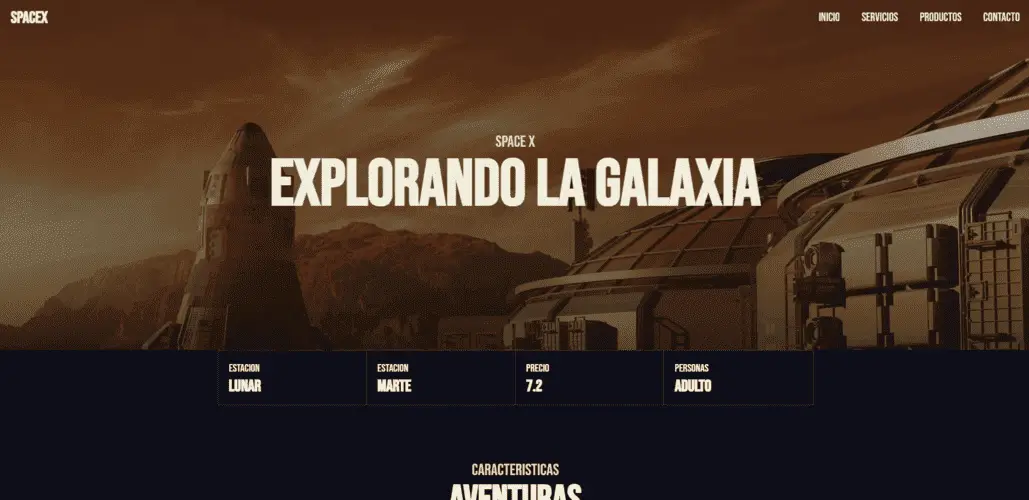 SPACEX
INICIO SERVICIOS PRODUCTOS CONTACTO
SPACE X
EXPLORANDO LA GALAXIA
ESTACION
LUNAR
ESTACION
MARTE
PRECIO
7.2
PERSONAS
ADULTO
CARACTERISTICAS
AVENTURAS